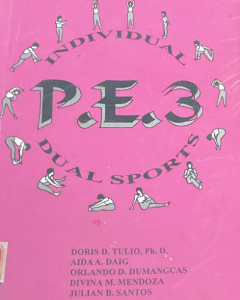 INDIVIDUAL
P.E.3
DUAL SPORTS
DORIS D. TULIO, Ph. D.
AIDA A. DAIG
ORLANDO D. DUMANGCAS
DIVINA M. MENDOZA
JULIAN B. SANTOS